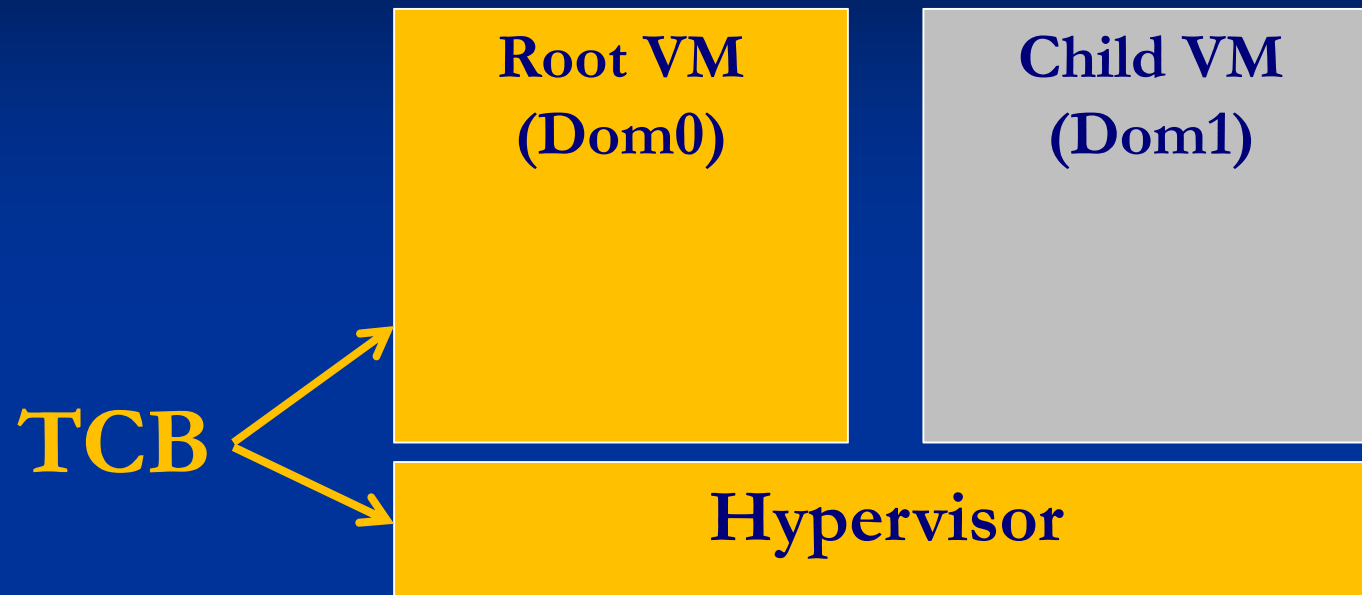 Root VM
(Dom0)
Child VM
(Dom1)
TCB
Hypervisor